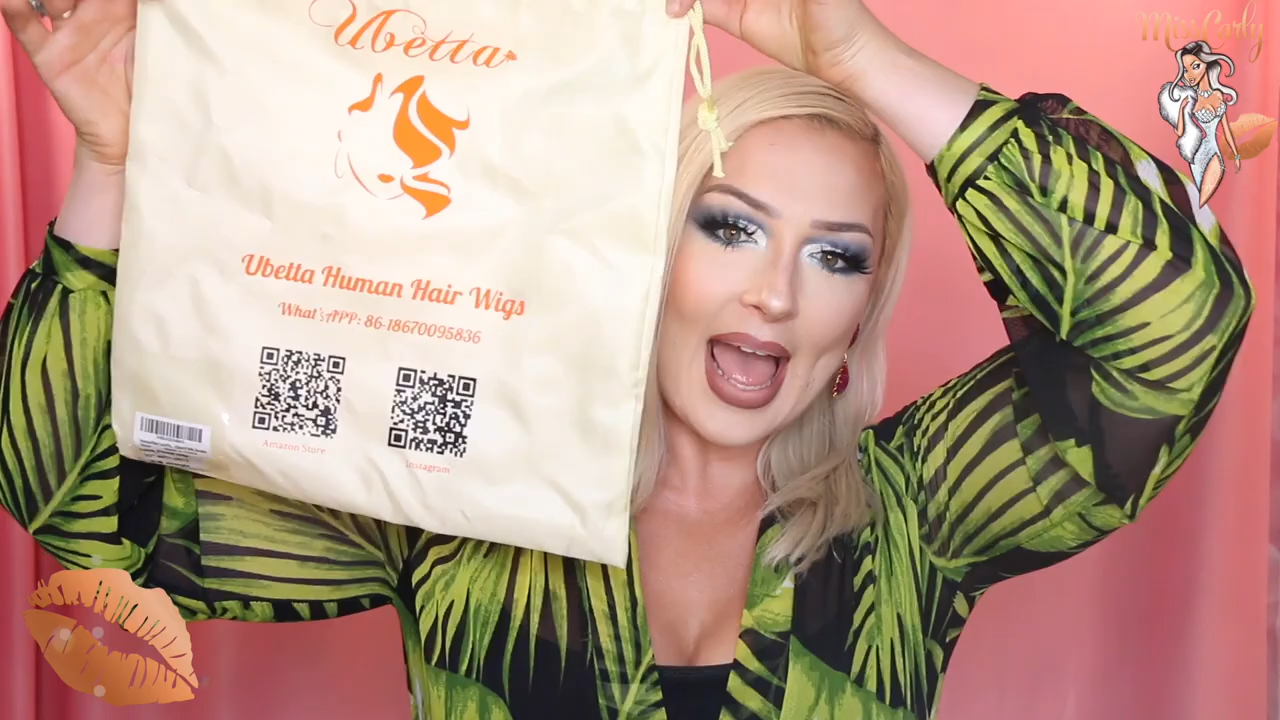 Ubetta
Miss Carly
Ubetta Human Hair Wigs
What'sAPP: 86-18670095836
Amazon Store
Instagram